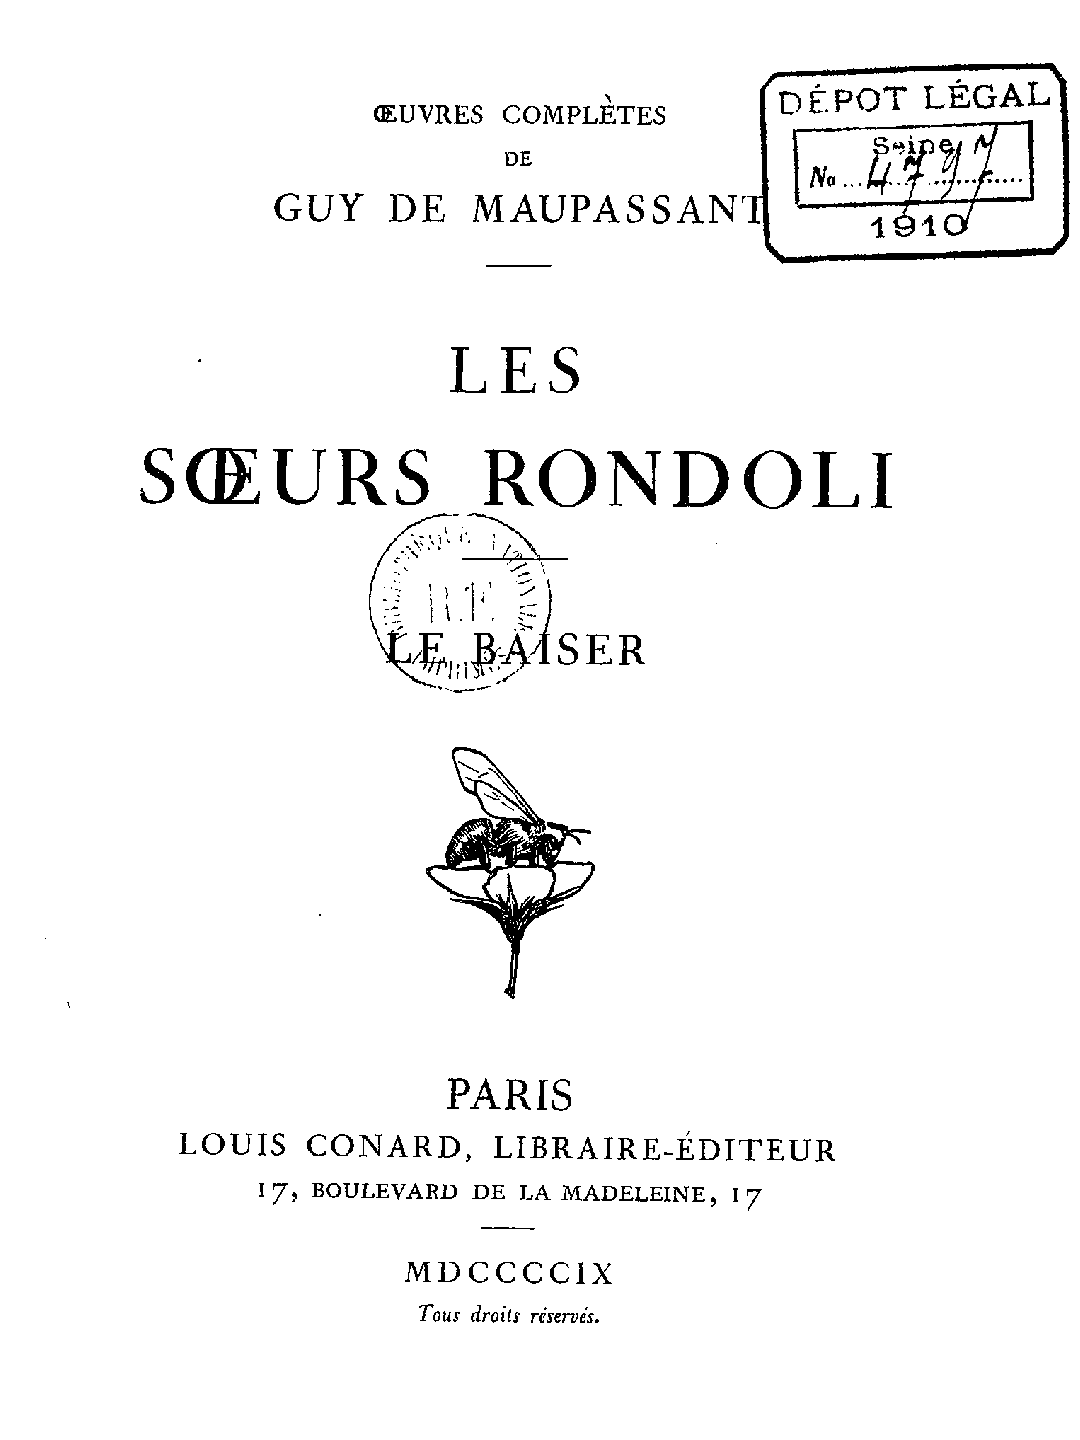 ŒUVRES COMPLÈTES
DE
GUY DE MAUPASSANT
DÉPOT LÉGAL
Seine
No 4797
1910
LES
SŒURS RONDOLI
R.F.
LE BAISER
PARIS
LOUIS CONARD, LIBRAIRE-ÉDITEUR
17, BOULEVARD DE LA MADELEINE, 17
MDCCCCIX
Tous droits réservés.